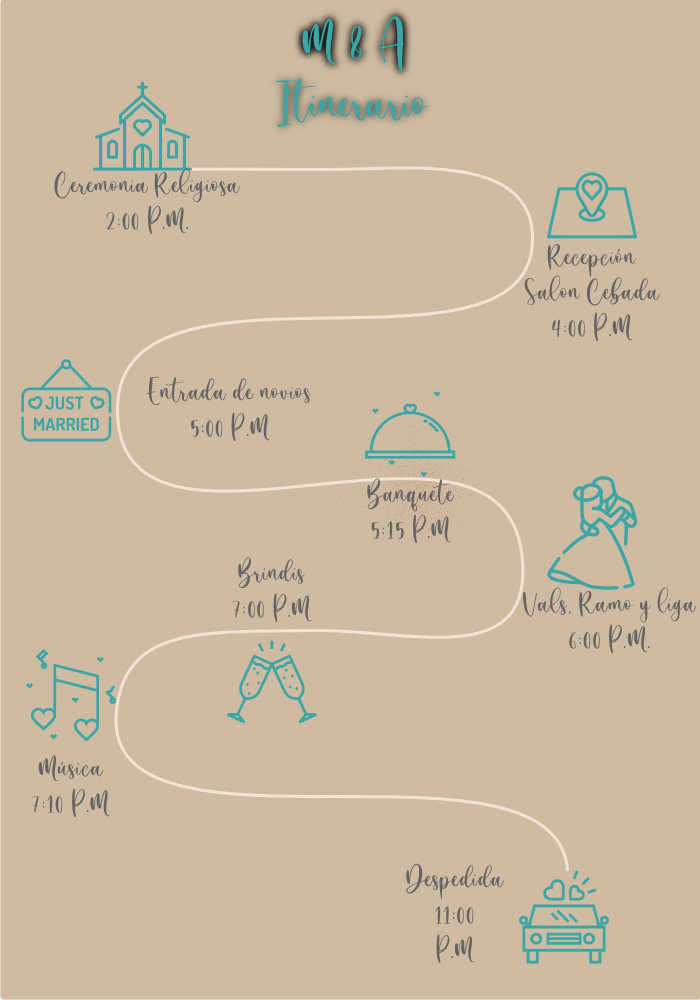 M & A
Itinerario
Ceremonia Religiosa
2:00 P.M.
Recepción
Salon Cebada
4:00 P.M
JUST
MARRIED
Entrada de novios
5:00 P.M
Banquete
5:15 P.M
Vals, Ramo y liga
6:00 P.M.
Brindis
7:00 P.M
Música
7:10 P.M
Despedida
11:00
P.M